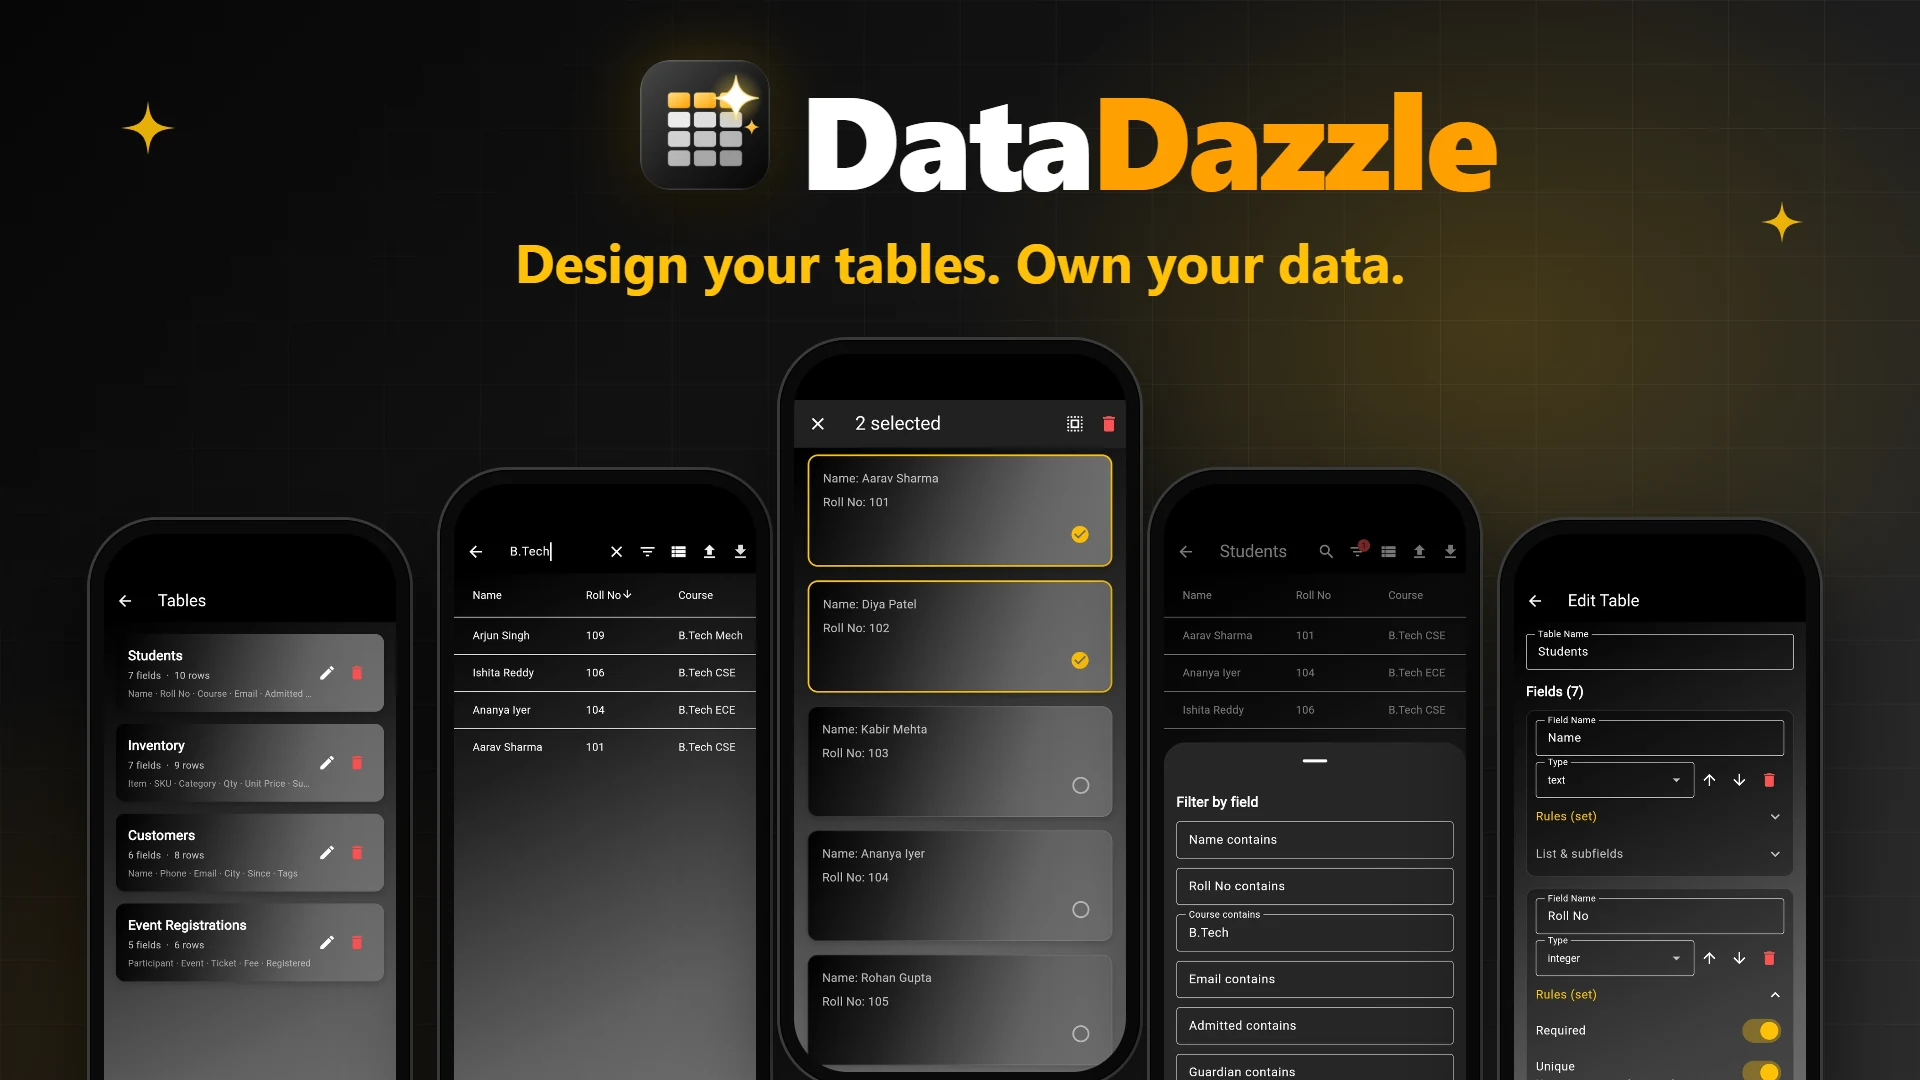 DataDazzle
Design your tables. Own your data.
Tables
Students
7 fields · 10 rows
Name · Roll No · Course · Email · Admitted ...
Inventory
7 fields · 9 rows
Item · SKU · Category · Qty · Unit Price · Su...
Customers
6 fields · 8 rows
Name · Phone · Email · City · Since · Tags
Event Registrations
5 fields · 6 rows
Participant · Event · Ticket · Fee · Registered
B.Tech
Name Roll No Course
Arjun Singh 109 B.Tech Mech
Ishita Reddy 106 B.Tech CSE
Ananya Iyer 104 B.Tech ECE
Aarav Sharma 101 B.Tech CSE
2 selected
Name: Aarav Sharma
Roll No: 101
Name: Diya Patel
Roll No: 102
Name: Kabir Mehta
Roll No: 103
Name: Ananya Iyer
Roll No: 104
Name: Rohan Gupta
Roll No: 105
Students
1
Name Roll No Course
Aarav Sharma 101 B.Tech CSE
Ananya Iyer 104 B.Tech ECE
Ishita Reddy 106 B.Tech CSE
Filter by field
Name contains
Roll No contains
Course contains
B.Tech
Email contains
Admitted contains
Guardian contains
Edit Table
Table Name
Students
Fields (7)
Field Name
Name
Type
text
Rules (set)
List & subfields
Field Name
Roll No
Type
integer
Rules (set)
Required
Unique